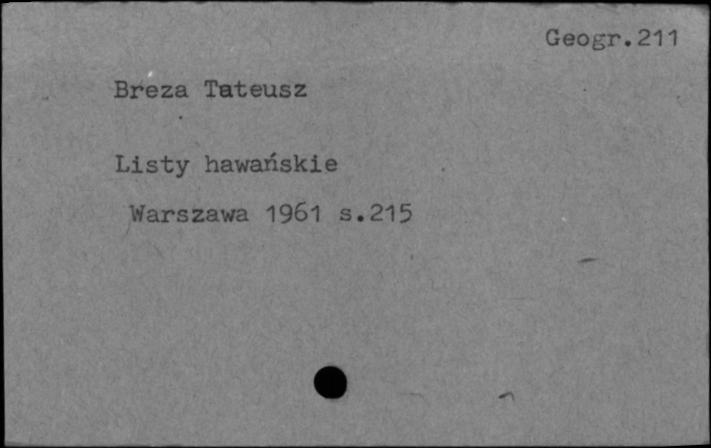 Geogr.211
Breza Tateusz
Listy hawańskie
Warszawa 1961 s.215